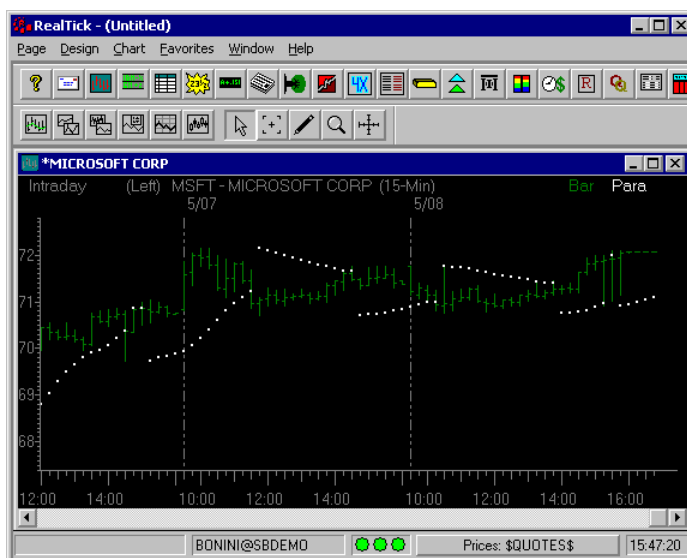 RealTick - (Untitled)
Page Design Chart Favorites Window Help
*MICROSOFT CORP
Intraday (Left) MSFT - MICROSOFT CORP (15-Min) Bar Para
5/07 5/08
72
71
70
69
68
12:00 14:00 10:00 12:00 14:00 10:00 12:00 14:00 16:00
BONINI@SBDEMO Prices: $QUOTES$ 15:47:20